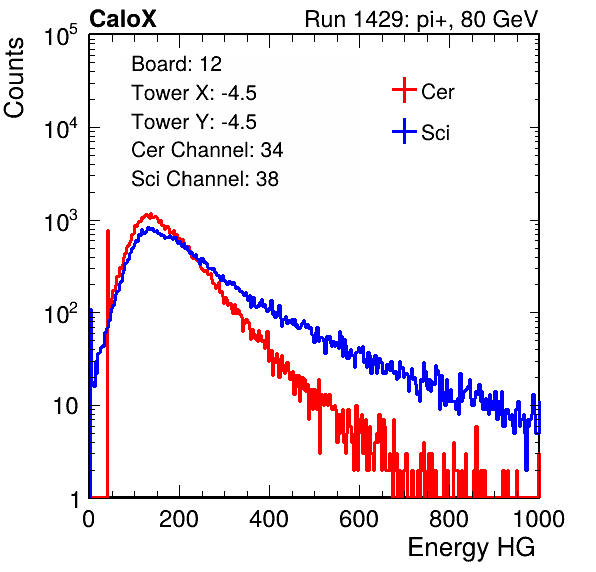 CaloX Run 1429: pi+, 80 GeV
Counts
Board: 12
Tower X: -4.5
Tower Y: -4.5
Cer Channel: 34
Sci Channel: 38
Cer
Sci
10^5
10^4
10^3
10^2
10
1
0 200 400 600 800 1000
Energy HG